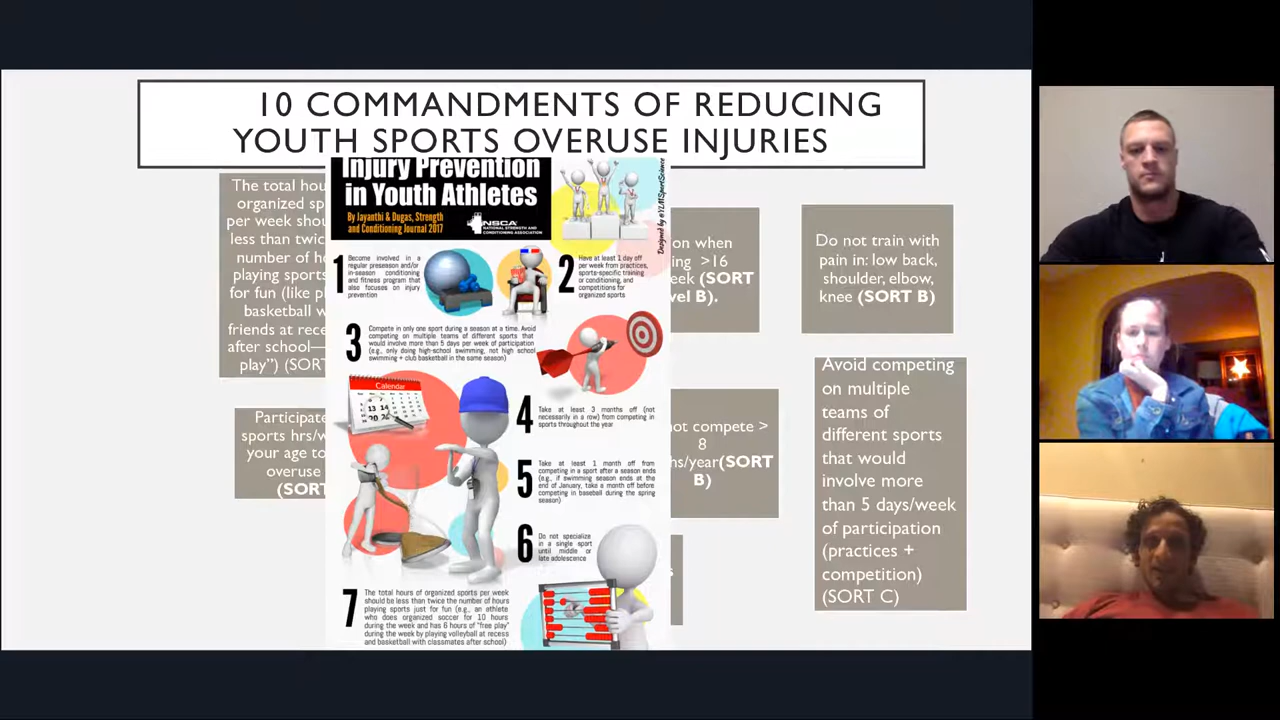 10 COMMANDMENTS OF REDUCING
YOUTH SPORTS OVERUSE INJURIES
The total hou
organized sp
per week shou
less than twic
number of ho
playing sports
for fun (like pl
basketball w
friends at rece
after school—
play”) (SORT
Participate
sports hrs/w
your age to
overuse
(SORT
Injury Prevention
in Youth Athletes
By Jayanthi & Dugas, Strength
and Conditioning Journal 2017
NSCA
NATIONAL STRENGTH AND
CONDITIONING ASSOCIATION
Designed by @YLMSportScience
1
Become involved in a
regular preseason and/or
in-season conditioning
and fitness program that
also focuses on injury
prevention
2
Have at least 1 day off
per week from practices,
sports-specific training
or conditioning, and
competitions for
organized sports
3
Compete in only one sport during a season at a time. Avoid
competing on multiple teams of different sports that
would involve more than 5 days per week of participation
(e.g., only doing high-school swimming, not high school
swimming + club basketball in the same season)
Calendar
13 14
20
4
Take at least 3 months off (not
necessarily in a row) from competing in
sports throughout the year
5
Take at least 1 month off from
competing in a sport after a season ends
(e.g., if swimming season ends at the
end of January, take a month off before
competing in baseball during the spring
season)
6
Do not specialize
in a single sport
until middle or
late adolescence
7
The total hours of organized sports per week
should be less than twice the number of hours
playing sports just for fun (e.g., an athlete
who does organized soccer for 10 hours
during the week and has 6 hours of "free play"
during the week by playing volleyball at recess
and basketball with classmates after school)
on when
ing >16
eek (SORT
vel B).
Do not train with
pain in: low back,
shoulder, elbow,
knee (SORT B)
not compete >
8
hs/year(SORT
B)
s
Avoid competing
on multiple
teams of
different sports
that would
involve more
than 5 days/week
of participation
(practices +
competition)
(SORT C)